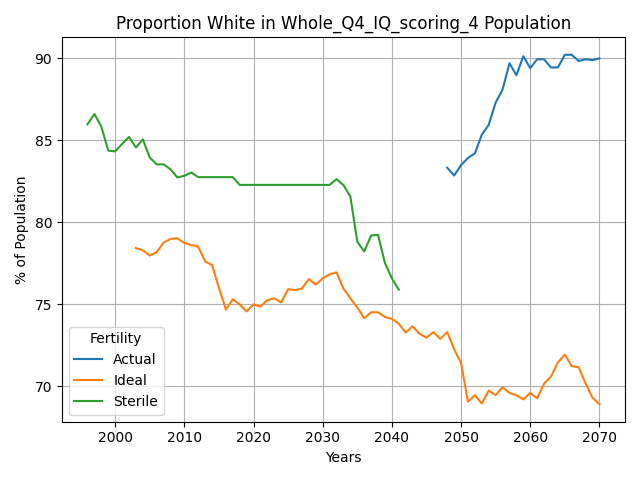 Proportion White in Whole_Q4_IQ_scoring_4 Population
% of Population
90
85
80
75
70
Fertility
Actual
Ideal
Sterile
2000 2010 2020 2030 2040 2050 2060 2070
Years